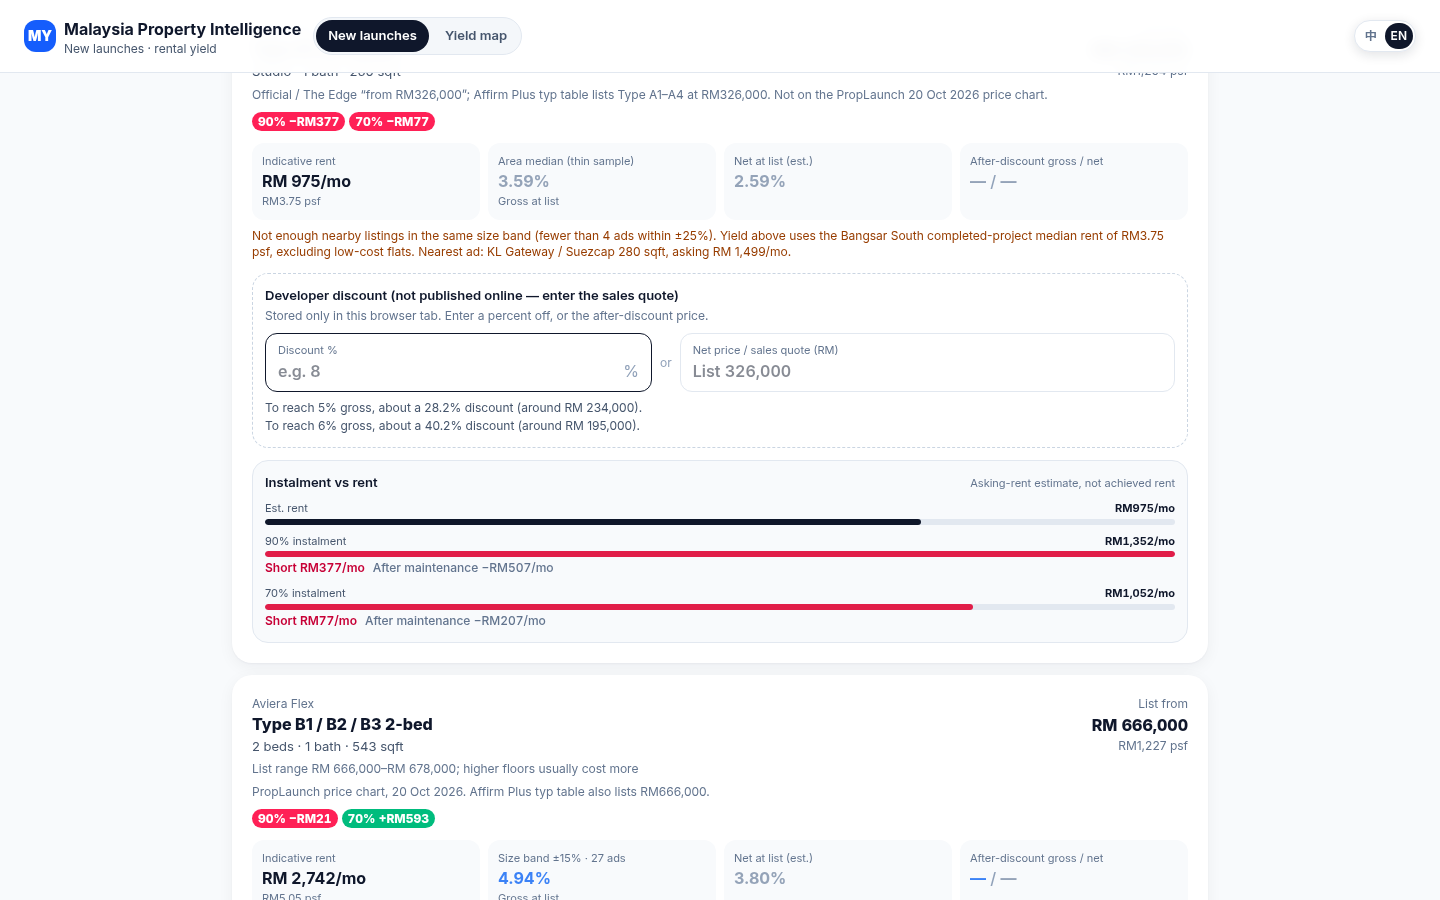 MY
Malaysia Property Intelligence
New launches · rental yield
New launches
Yield map
中
EN
Studio · 1 bath · 260 sqft
Official / The Edge “from RM326,000”; Affirm Plus typ table lists Type A1–A4 at RM326,000. Not on the PropLaunch 20 Oct 2026 price chart.
90% −RM377
70% −RM77
Indicative rent
RM 975/mo
RM3.75 psf
Area median (thin sample)
3.59%
Gross at list
Net at list (est.)
2.59%
After-discount gross / net
— / —
Not enough nearby listings in the same size band (fewer than 4 ads within ±25%). Yield above uses the Bangsar South completed-project median rent of RM3.75
psf, excluding low-cost flats. Nearest ad: KL Gateway / Suezcap 280 sqft, asking RM 1,499/mo.
Developer discount (not published online — enter the sales quote)
Stored only in this browser tab. Enter a percent off, or the after-discount price.
Discount %
e.g. 8
%
or
Net price / sales quote (RM)
List 326,000
To reach 5% gross, about a 28.2% discount (around RM 234,000).
To reach 6% gross, about a 40.2% discount (around RM 195,000).
Instalment vs rent
Asking-rent estimate, not achieved rent
Est. rent
RM975/mo
90% instalment
RM1,352/mo
Short RM377/mo After maintenance −RM507/mo
70% instalment
RM1,052/mo
Short RM77/mo After maintenance −RM207/mo
Aviera Flex
List from
Type B1 / B2 / B3 2-bed
RM 666,000
2 beds · 1 bath · 543 sqft
RM1,227 psf
List range RM 666,000–RM 678,000; higher floors usually cost more
PropLaunch price chart, 20 Oct 2026. Affirm Plus typ table also lists RM666,000.
90% −RM21
70% +RM593
Indicative rent
RM 2,742/mo
RM5.05 psf
Size band ±15% · 27 ads
4.94%
Gross at list
Net at list (est.)
3.80%
After-discount gross / net
— / —